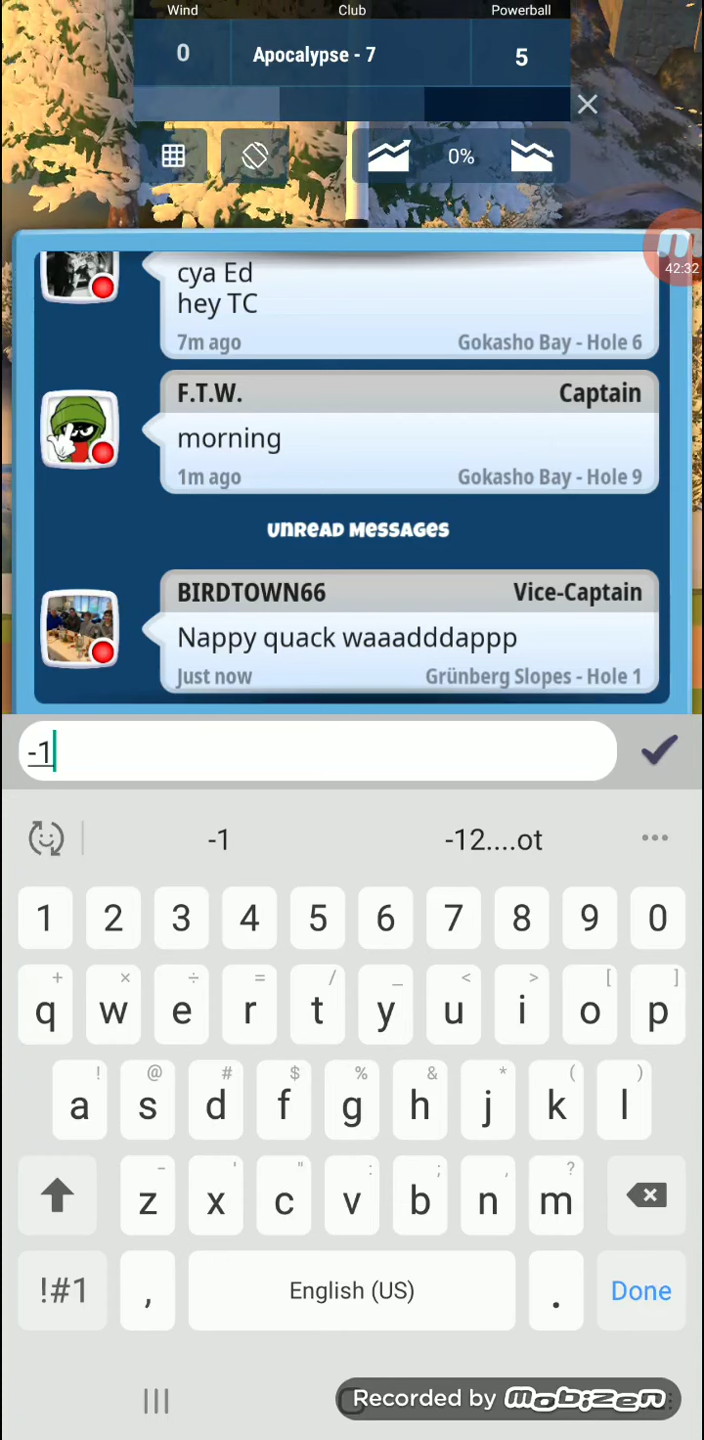 Wind Club Powerball
0 Apocalypse - 7 5
0%
42:32
cya Ed
hey TC
7m ago Gokasho Bay - Hole 6
F.T.W. Captain
morning
1m ago Gokasho Bay - Hole 9
UNREAD MESSAGES
BIRDTOWN66 Vice-Captain
Nappy quack waaadddappp
Just now Grünberg Slopes - Hole 1
-1
-1 -12....ot
1 2 3 4 5 6 7 8 9 0
+ × ÷ = / _ < > [ ]
q w e r t y u i o p
! @ # $ % & * ( )
a s d f g h j k l
- ' " : ; , ?
z x c v b n m
!#1 , English (US) . Done
Recorded by mobizen